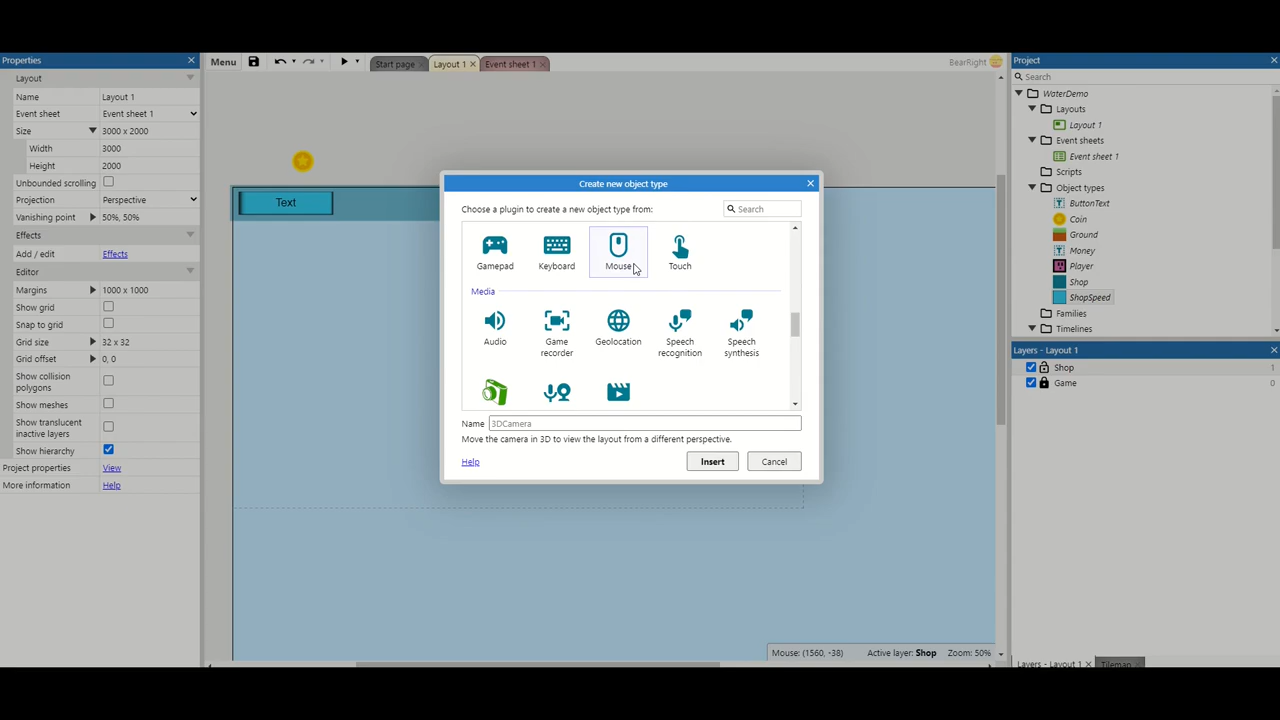 Properties
Layout
Name Layout 1
Event sheet Event sheet 1
Size 3000 x 2000
Width 3000
Height 2000
Unbounded scrolling
Projection Perspective
Vanishing point 50%, 50%
Effects
Add / edit Effects
Editor
Margins 1000 x 1000
Show grid
Snap to grid
Grid size 32 x 32
Grid offset 0, 0
Show collision
polygons
Show meshes
Show translucent
inactive layers
Show hierarchy
Project properties View
More information Help
Menu
Start page
Layout 1
Event sheet 1
BearRight
Text
Create new object type
Choose a plugin to create a new object type from:
Search
Gamepad Keyboard Mouse Touch
Media
Audio Game recorder Geolocation Speech recognition Speech synthesis
Name 3DCamera
Move the camera in 3D to view the layout from a different perspective.
Help Insert Cancel
Mouse: (1560, -38) Active layer: Shop Zoom: 50%
Project
Search
WaterDemo
Layouts
Layout 1
Event sheets
Event sheet 1
Scripts
Object types
ButtonText
Coin
Ground
Money
Player
Shop
ShopSpeed
Families
Timelines
Layers - Layout 1
Shop 1
Game 0
Layers - Layout 1 Tilemap